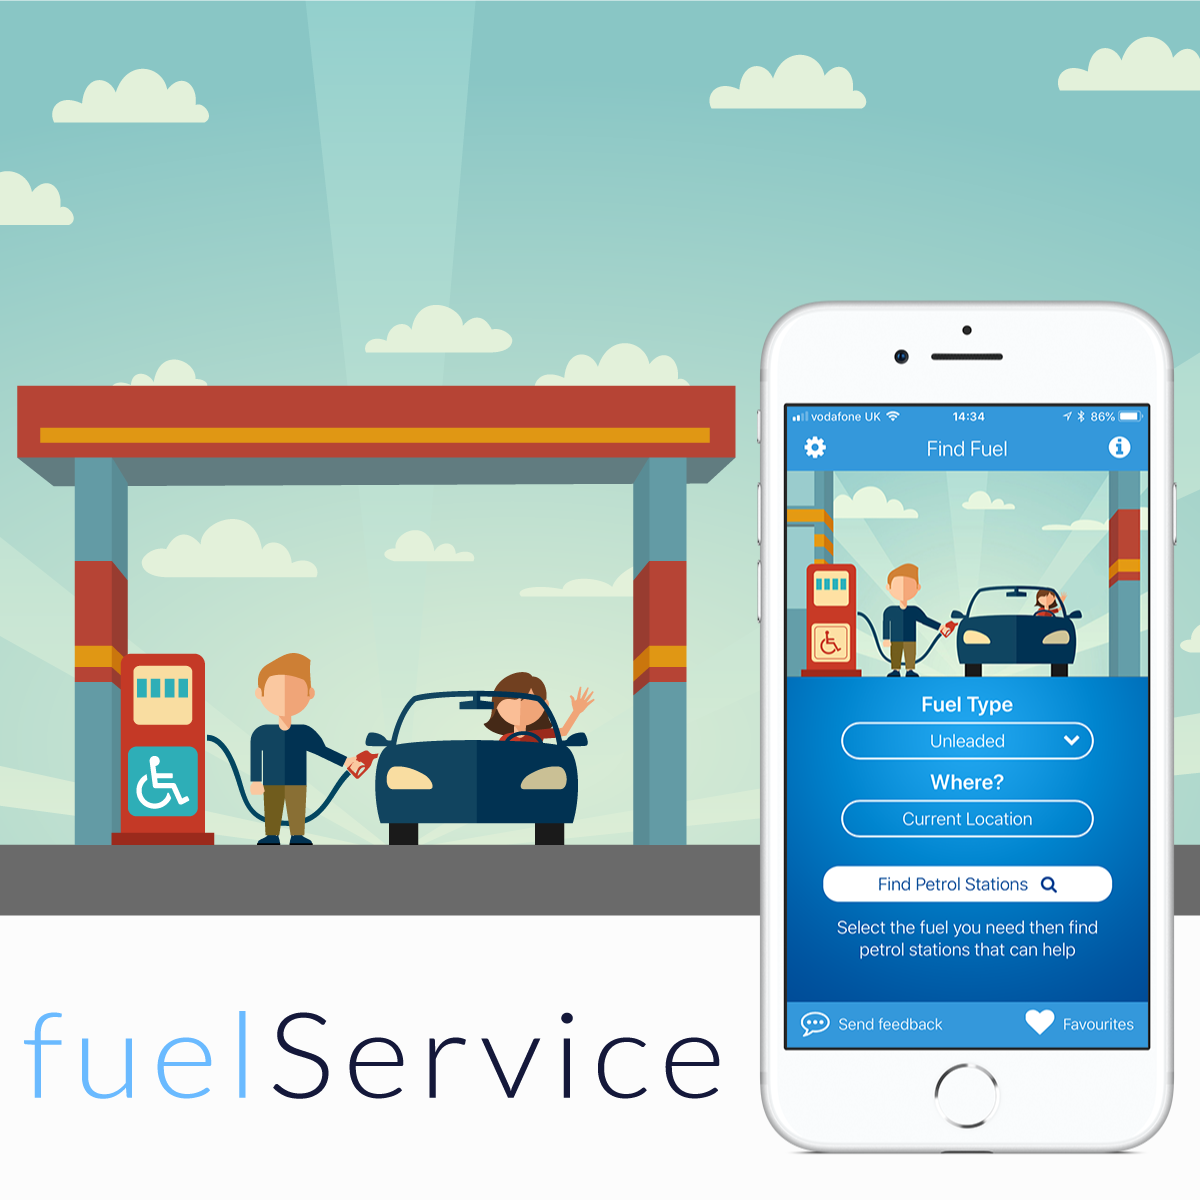 vodafone UK 14:34 86%
Find Fuel
Fuel Type
Unleaded
Where?
Current Location
Find Petrol Stations
Select the fuel you need then find
petrol stations that can help
Send feedback Favourites
fuelService